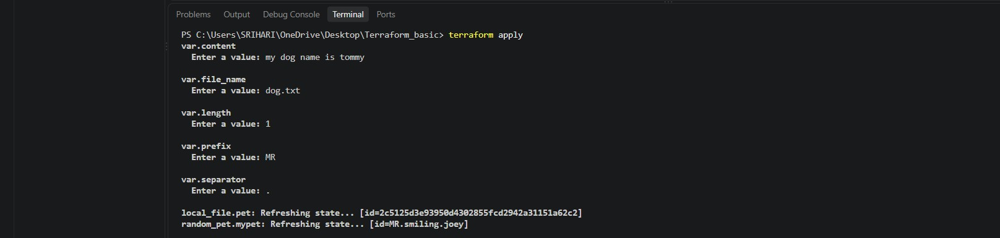 Problems Output Debug Console Terminal Ports
PS C:\Users\SRIHARI\OneDrive\Desktop\Terraform_basic> terraform apply
var.content
  Enter a value: my dog name is tommy
var.file_name
  Enter a value: dog.txt
var.length
  Enter a value: 1
var.prefix
  Enter a value: MR
var.separator
  Enter a value: .
local_file.pet: Refreshing state... [id=2c5125d3e93950d4302855fcd2942a31151a62c2]
random_pet.mypet: Refreshing state... [id=MR.smiling.joey]